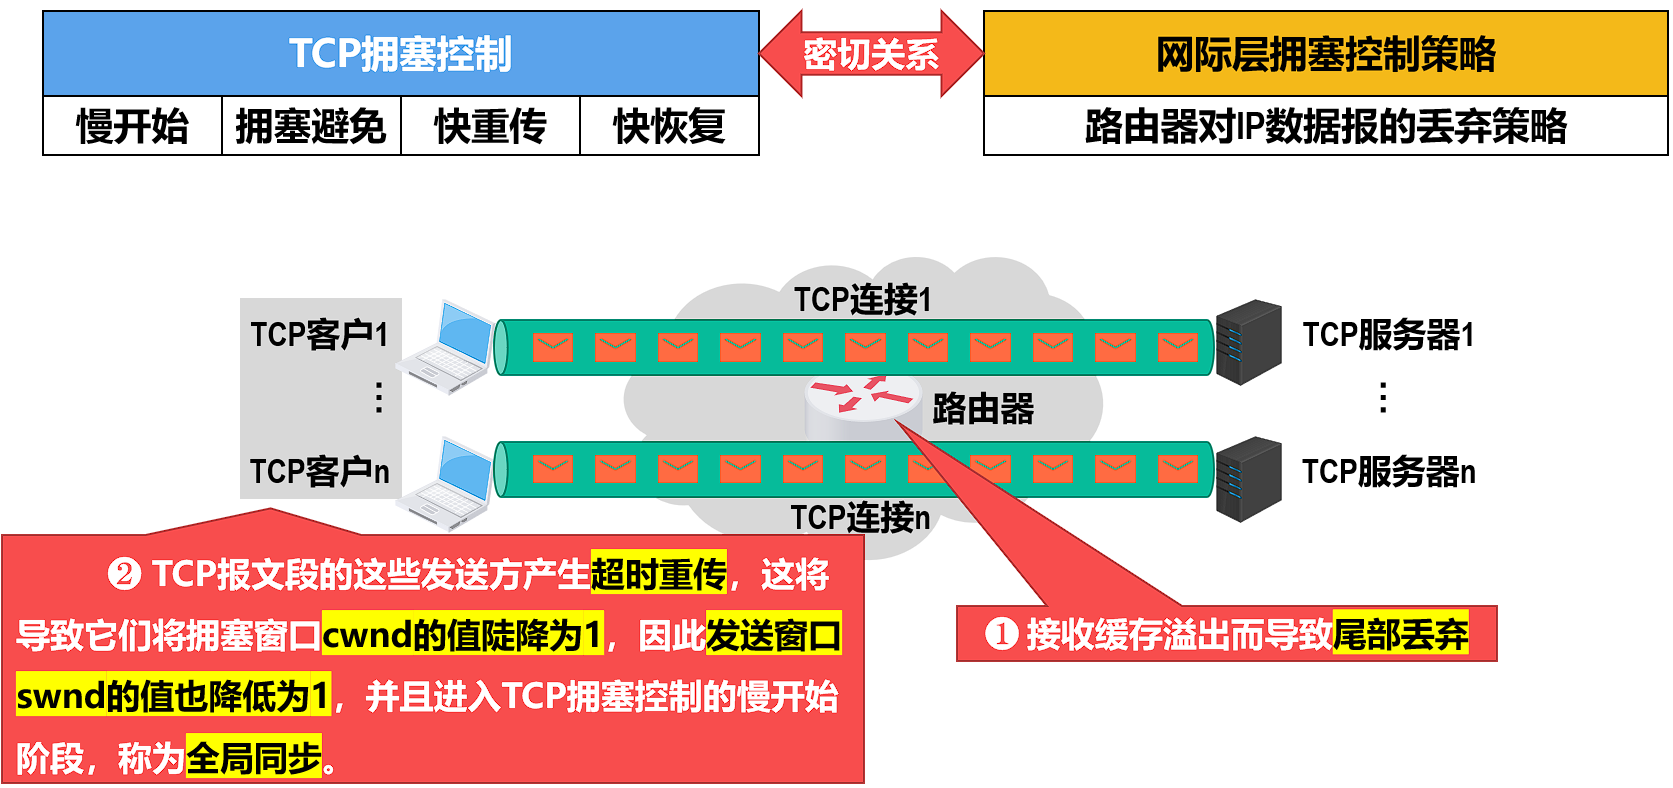 TCP拥塞控制
密切关系
网际层拥塞控制策略
慢开始
拥塞避免
快重传
快恢复
路由器对IP数据报的丢弃策略
TCP连接1
TCP客户1
TCP服务器1
⋮
⋮
路由器
TCP客户n
TCP服务器n
TCP连接n
❷ TCP报文段的这些发送方产生超时重传，这将
导致它们将拥塞窗口cwnd的值陡降为1，因此发送窗口
swnd的值也降低为1，并且进入TCP拥塞控制的慢开始
阶段，称为全局同步。
❶ 接收缓存溢出而导致尾部丢弃